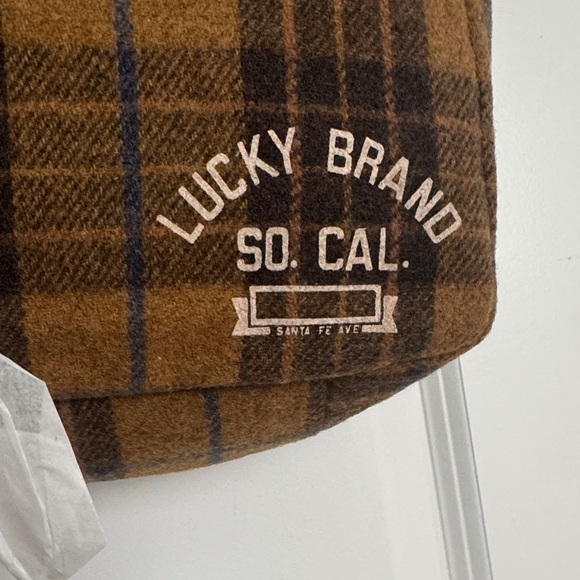 LUCKY BRAND
SO. CAL.
SANTA FE AVE